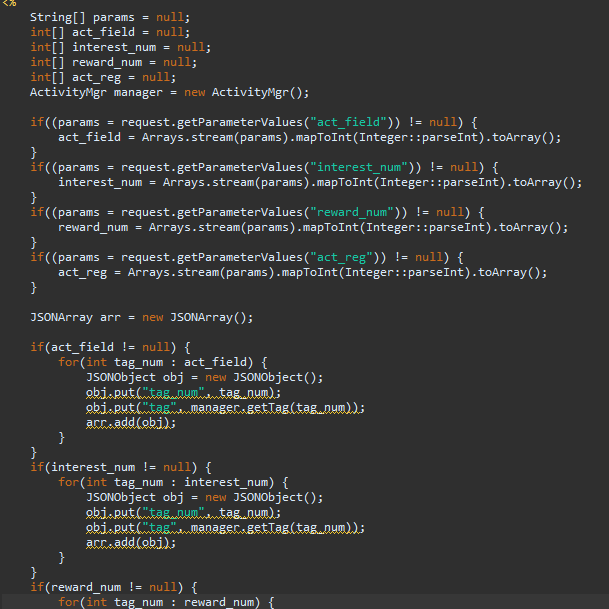 <%
String[] params = null;
int[] act_field = null;
int[] interest_num = null;
int[] reward_num = null;
int[] act_reg = null;
ActivityMgr manager = new ActivityMgr();
if((params = request.getParameterValues("act_field")) != null) {
act_field = Arrays.stream(params).mapToInt(Integer::parseInt).toArray();
}
if((params = request.getParameterValues("interest_num")) != null) {
interest_num = Arrays.stream(params).mapToInt(Integer::parseInt).toArray();
}
if((params = request.getParameterValues("reward_num")) != null) {
reward_num = Arrays.stream(params).mapToInt(Integer::parseInt).toArray();
}
if((params = request.getParameterValues("act_reg")) != null) {
act_reg = Arrays.stream(params).mapToInt(Integer::parseInt).toArray();
}
JSONArray arr = new JSONArray();
if(act_field != null) {
for(int tag_num : act_field) {
JSONObject obj = new JSONObject();
obj.put("tag_num", tag_num);
obj.put("tag", manager.getTag(tag_num));
arr.add(obj);
}
}
if(interest_num != null) {
for(int tag_num : interest_num) {
JSONObject obj = new JSONObject();
obj.put("tag_num", tag_num);
obj.put("tag", manager.getTag(tag_num));
arr.add(obj);
}
}
if(reward_num != null) {
for(int tag_num : reward_num) {